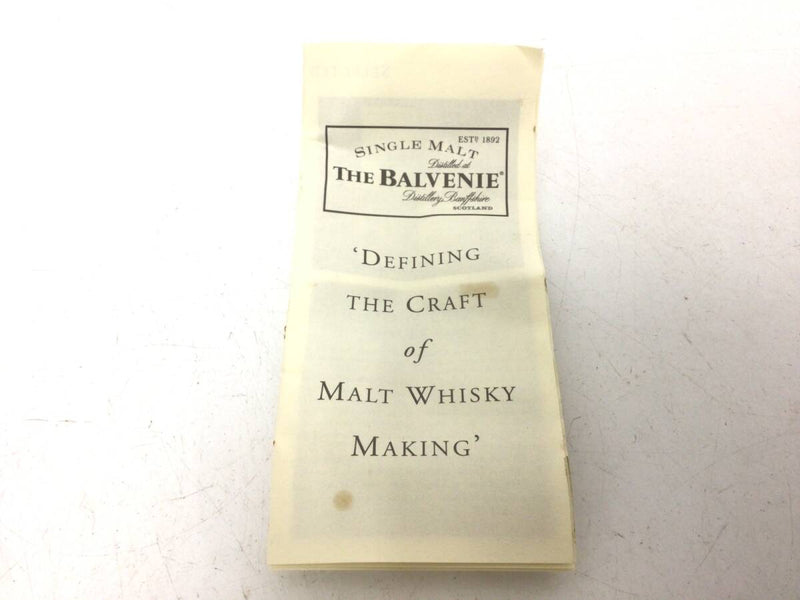 ESTD 1892
SINGLE MALT
Distilled at
THE BALVENIE®
Distillery, Banffshire
SCOTLAND
‘DEFINING
THE CRAFT
of
MALT WHISKY
MAKING’